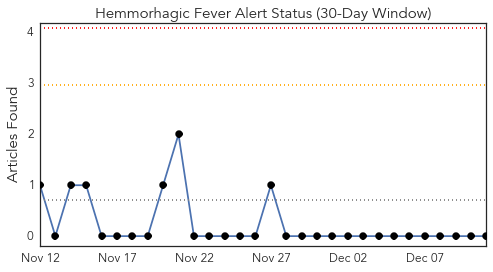 Hemmorhagic Fever Alert Status (30-Day Window)
Articles Found
4
3
2
1
0
Nov 12 Nov 17 Nov 22 Nov 27 Dec 02 Dec 07